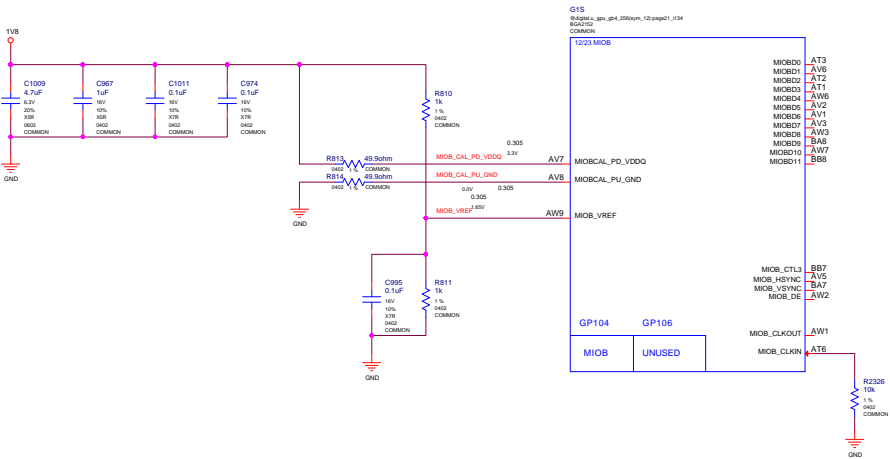 G1S
@digital.u_gpu_gb4_256(sym_12):page21_i134
BGA2152
COMMON
12/23 MIOB
1V8
C1009
4.7uF
6.3V
20%
X5R
0603
COMMON
C967
1uF
16V
10%
X5R
0402
COMMON
C1011
0.1uF
16V
10%
X7R
0402
COMMON
C974
0.1uF
16V
10%
X7R
0402
COMMON
GND
R810
1k
1 %
0402
COMMON
R813 49.9ohm
0402 1 % COMMON
R814 49.9ohm
0402 1 % COMMON
GND
MIOB_CAL_PD_VDDQ
0.305
3.3V
MIOB_CAL_PU_GND
0.0V
0.305
0.305
MIOB_VREF
1.65V
AV7 MIOBCAL_PD_VDDQ
AV8 MIOBCAL_PU_GND
AW9 MIOB_VREF
MIOBD0 AT3
MIOBD1 AV6
MIOBD2 AT2
MIOBD3 AT1
MIOBD4 AW6
MIOBD5 AV2
MIOBD6 AV1
MIOBD7 AV3
MIOBD8 AW3
MIOBD9 BA8
MIOBD10 AW7
MIOBD11 BB8
MIOB_CTL3 BB7
MIOB_HSYNC AV5
MIOB_VSYNC BA7
MIOB_DE AW2
MIOB_CLKOUT AW1
MIOB_CLKIN AT6
C995
0.1uF
16V
10%
X7R
0402
COMMON
R811
1k
1 %
0402
COMMON
GND
GP104 GP106
MIOB UNUSED
R2326
10k
1 %
0402
COMMON
GND